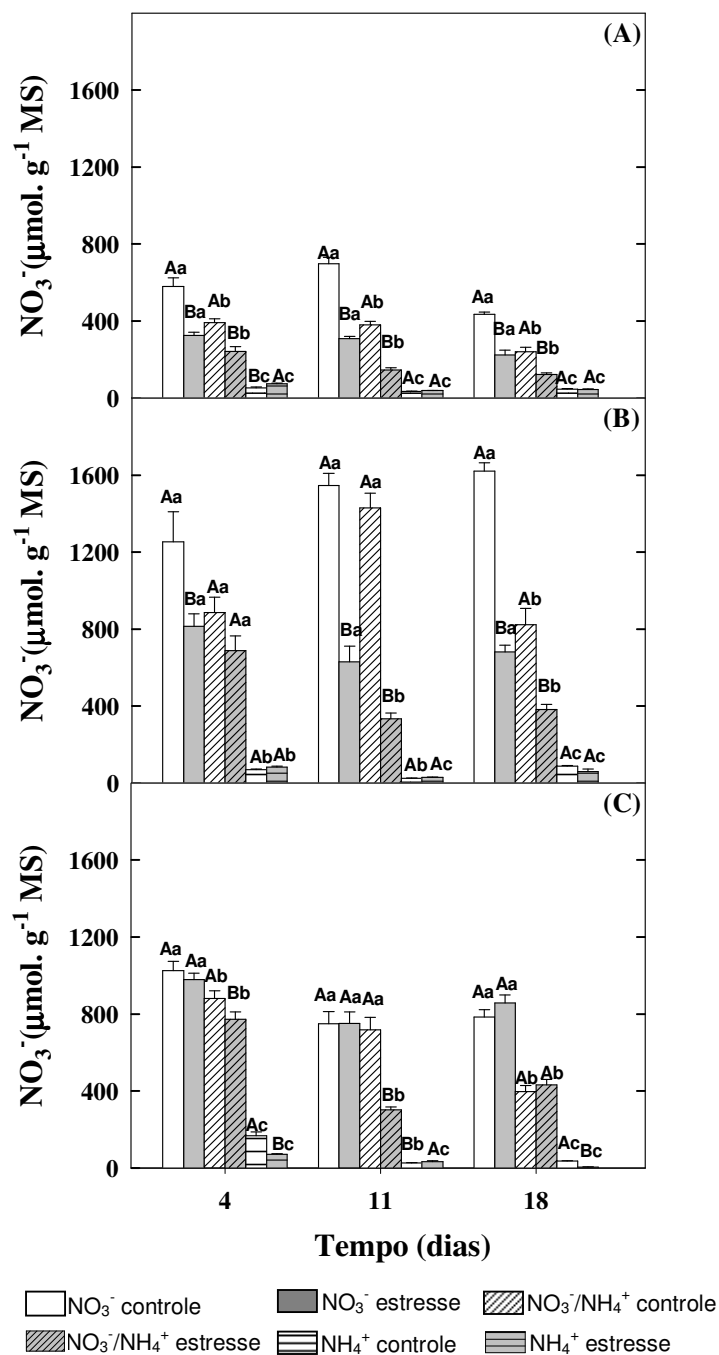 (A)
NO₃⁻(μmol. g⁻¹ MS)
1600
1200
800
400
0
Aa Ba Ab Bb Bc Ac
Aa Ba Ab Bb Ac Ac
Aa Ba Ab Bb Ac Ac
(B)
NO₃⁻(μmol. g⁻¹ MS)
1600
1200
800
400
0
Aa Ba Aa Aa Ab Ab
Aa Ba Aa Bb Ab Ac
Aa Ba Ab Bb Ac Ac
(C)
NO₃⁻(μmol. g⁻¹ MS)
1600
1200
800
400
0
Aa Aa Ab Bb Ac Bc
Aa Aa Aa Bb Bb Ac
Aa Aa Ab Ab Ac Bc
4 11 18
Tempo (dias)
NO₃⁻ controle NO₃⁻ estresse NO₃⁻/NH₄⁺ controle
NO₃⁻/NH₄⁺ estresse NH₄⁺ controle NH₄⁺ estresse